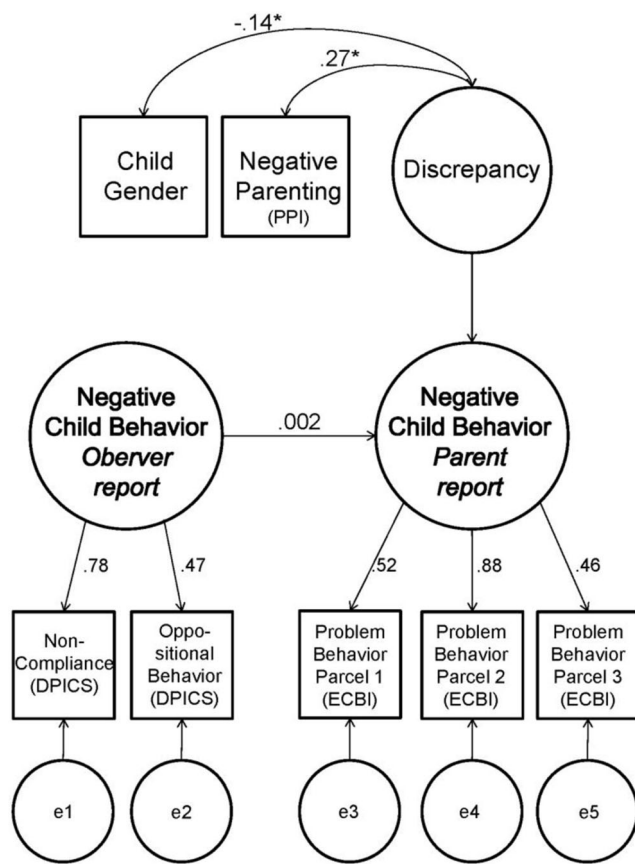 -.14*
.27*
Child
Gender
Negative
Parenting
(PPI)
Discrepancy
Negative
Child Behavior
Oberver
report
.002
Negative
Child Behavior
Parent
report
.78
.47
.52
.88
.46
Non-
Compliance
(DPICS)
Oppo-
sitional
Behavior
(DPICS)
Problem
Behavior
Parcel 1
(ECBI)
Problem
Behavior
Parcel 2
(ECBI)
Problem
Behavior
Parcel 3
(ECBI)
e1
e2
e3
e4
e5